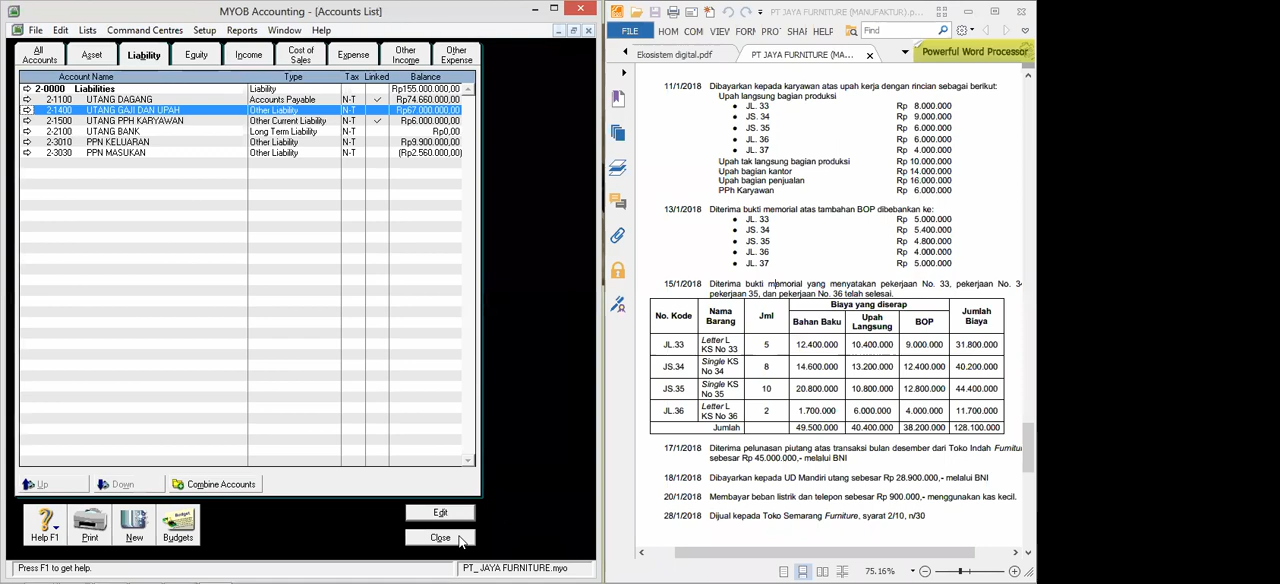 MYOB Accounting - [Accounts List]
File Edit Lists Command Centres Setup Reports Window Help
All Accounts Asset Liability Equity Income Cost of Sales Expense Other Income Other Expense
Account Name Type Tax Linked Balance
2-0000 Liabilities Liability Rp155.000.000,00
2-1100 UTANG DAGANG Accounts Payable N-T Rp74.660.000,00
2-1400 UTANG GAJI DAN UPAH Other Liability N-T Rp67.000.000,00
2-1500 UTANG PPH KARYAWAN Other Current Liability N-T Rp6.000.000,00
2-2100 UTANG BANK Long Term Liability N-T Rp0,00
2-3010 PPN KELUARAN Other Liability N-T Rp9.900.000,00
2-3030 PPN MASUKAN Other Liability N-T (Rp2.560.000,00)
Up Down Combine Accounts
Help F1 Print New Budgets
Edit
Close
Press F1 to get help. PT_ JAYA FURNITURE.myo
PT JAYA FURNITURE (MANUFAKTUR).p...
FILE HOM COM VIEV FORI PRO SHAR HELP Find
Ekosistem digital.pdf PT JAYA FURNITURE (MA... Powerful Word Processor
11/1/2018 Dibayarkan kepada karyawan atas upah kerja dengan rincian sebagai berikut:
Upah langsung bagian produksi
• JL. 33 Rp 8.000.000
• JS. 34 Rp 9.000.000
• JS. 35 Rp 6.000.000
• JL. 36 Rp 6.000.000
• JL. 37 Rp 4.000.000
Upah tak langsung bagian produksi Rp 10.000.000
Upah bagian kantor Rp 14.000.000
Upah bagian penjualan Rp 16.000.000
PPh Karyawan Rp 6.000.000
13/1/2018 Diterima bukti memorial atas tambahan BOP dibebankan ke:
• JL. 33 Rp 5.000.000
• JS. 34 Rp 5.400.000
• JS. 35 Rp 4.800.000
• JL. 36 Rp 4.000.000
• JL. 37 Rp 5.000.000
15/1/2018 Diterima bukti memorial yang menyatakan pekerjaan No. 33, pekerjaan No. 34
pekerjaan 35, dan pekerjaan No. 36 telah selesai.
No. Kode Nama Barang Jml Biaya yang diserap Jumlah Biaya
Bahan Baku Upah Langsung BOP
JL.33 Letter L KS No 33 5 12.400.000 10.400.000 9.000.000 31.800.000
JS.34 Single KS No 34 8 14.600.000 13.200.000 12.400.000 40.200.000
JS.35 Single KS No 35 10 20.800.000 10.800.000 12.800.000 44.400.000
JL.36 Letter L KS No 36 2 1.700.000 6.000.000 4.000.000 11.700.000
Jumlah 49.500.000 40.400.000 38.200.000 128.100.000
17/1/2018 Diterima pelunasan piutang atas transaksi bulan desember dari Toko Indah Furnitu
sebesar Rp 45.000.000,- melalui BNI
18/1/2018 Dibayarkan kepada UD Mandiri utang sebesar Rp 28.900.000,- melalui BNI
20/1/2018 Membayar beban listrik dan telepon sebesar Rp 900.000,- menggunakan kas kecil.
28/1/2018 Dijual kepada Toko Semarang Furniture, syarat 2/10, n/30
75.16%